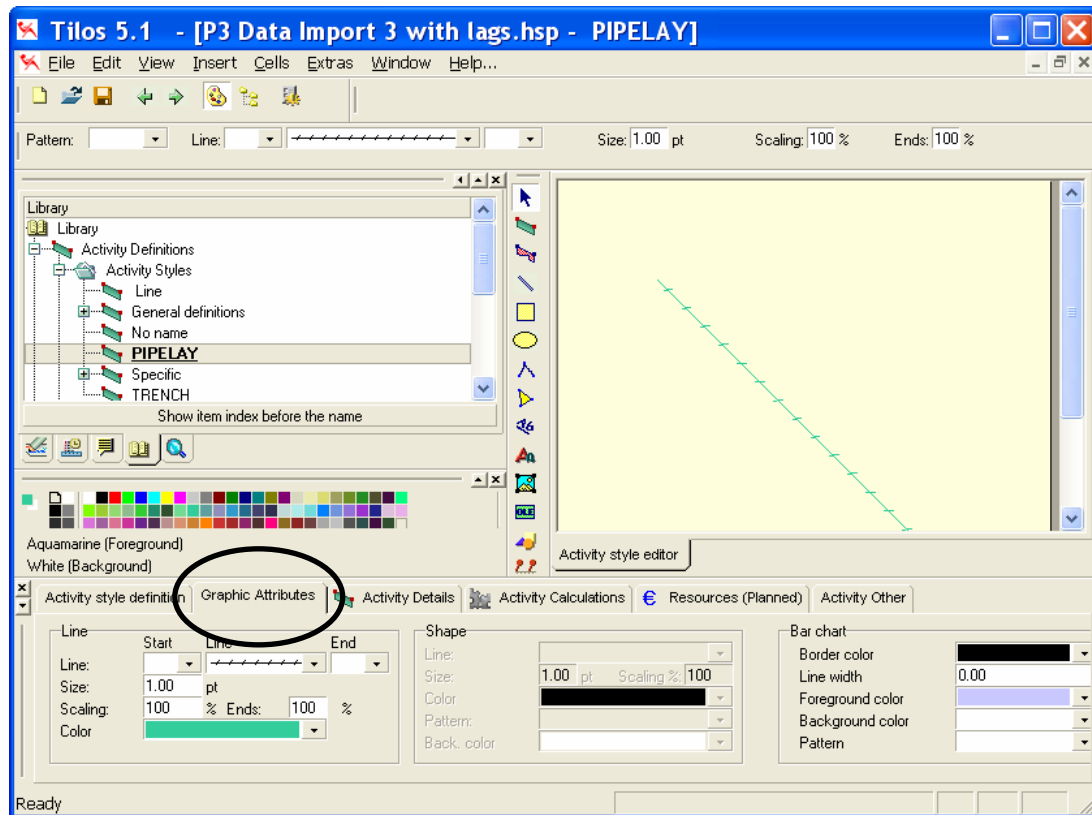 Tilos 5.1 - [P3 Data Import 3 with lags.hsp - PIPELAY]
File Edit View Insert Cells Extras Window Help...
Pattern: Line: Size: 1.00 pt Scaling: 100 % Ends: 100 %
Library
Library
Activity Definitions
Activity Styles
Line
General definitions
No name
PIPELAY
Specific
TRENCH
Show item index before the name
OLE
Aquamarine (Foreground)
White (Background)
Activity style editor
Activity style definition Graphic Attributes Activity Details Activity Calculations € Resources (Planned) Activity Other
Line
Start Line End
Line:
Size: 1.00 pt
Scaling: 100 % Ends: 100 %
Color
Shape
Line:
Size: 1.00 pt Scaling %: 100
Color
Pattern:
Back. color
Bar chart
Border color
Line width 0.00
Foreground color
Background color
Pattern
Ready